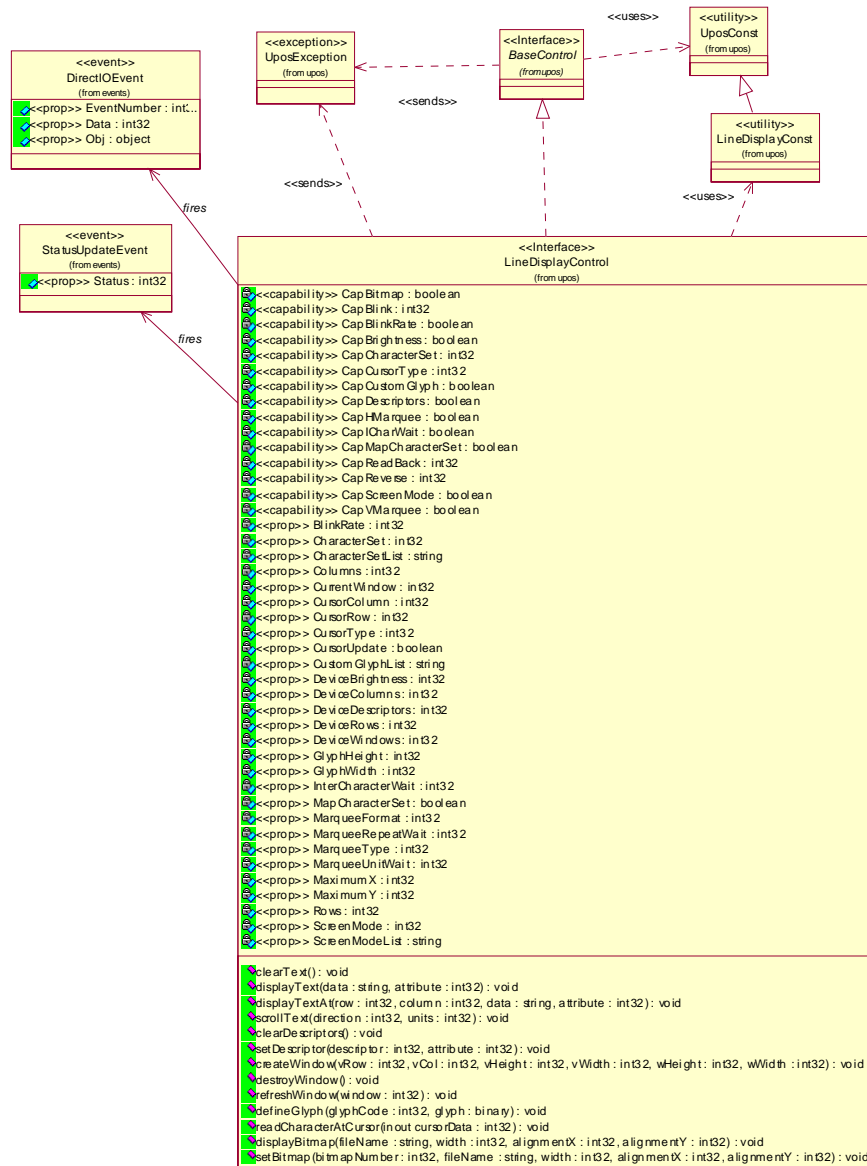 <<uses>>
<<utility>>
UposConst
(from upos)
<<exception>>
UposException
(from upos)
<<Interface>>
BaseControl
(from upos)
<<event>>
DirectIOEvent
(from events)
<<prop>> EventNumber : int...
<<prop>> Data : int32
<<prop>> Obj : object
<<sends>>
<<utility>>
LineDisplayConst
(from upos)
<<sends>>
<<uses>>
fires
<<event>>
StatusUpdateEvent
(from events)
<<prop>> Status : int32
fires
<<Interface>>
LineDisplayControl
(from upos)
<<capability>> CapBitmap : boolean
<<capability>> CapBlink : int32
<<capability>> CapBlinkRate : boolean
<<capability>> CapBrightness : boolean
<<capability>> CapCharacterSet : int32
<<capability>> CapCursorType : int32
<<capability>> CapCustomGlyph : boolean
<<capability>> CapDescriptors : boolean
<<capability>> CapHMarquee : boolean
<<capability>> CapICharWait : boolean
<<capability>> CapMapCharacterSet : boolean
<<capability>> CapReadBack : int32
<<capability>> CapReverse : int32
<<capability>> CapScreenMode : boolean
<<capability>> CapVMarquee : boolean
<<prop>> BlinkRate : int32
<<prop>> CharacterSet : int32
<<prop>> CharacterSetList : string
<<prop>> Columns : int32
<<prop>> CurrentWindow : int32
<<prop>> CursorColumn : int32
<<prop>> CursorRow : int32
<<prop>> CursorType : int32
<<prop>> CursorUpdate : boolean
<<prop>> CustomGlyphList : string
<<prop>> DeviceBrightness : int32
<<prop>> DeviceColumns : int32
<<prop>> DeviceDescriptors : int32
<<prop>> DeviceRows : int32
<<prop>> DeviceWindows : int32
<<prop>> GlyphHeight : int32
<<prop>> GlyphWidth : int32
<<prop>> InterCharacterWait : int32
<<prop>> MapCharacterSet : boolean
<<prop>> MarqueeFormat : int32
<<prop>> MarqueeRepeatWait : int32
<<prop>> MarqueeType : int32
<<prop>> MarqueeUnitWait : int32
<<prop>> MaximumX : int32
<<prop>> MaximumY : int32
<<prop>> Rows : int32
<<prop>> ScreenMode : int32
<<prop>> ScreenModeList : string
clearText() : void
displayText(data : string, attribute : int32) : void
displayTextAt(row : int32, column : int32, data : string, attribute : int32) : void
scrollText(direction : int32, units : int32) : void
clearDescriptors() : void
setDescriptor(descriptor : int32, attribute : int32) : void
createWindow(vRow : int32, vCol : int32, vHeight : int32, vWidth : int32, wHeight : int32, wWidth : int32) : void
destroyWindow() : void
refreshWindow(window : int32) : void
defineGlyph(glyphCode : int32, glyph : binary) : void
readCharacterAtCursor(inout cursorData : int32) : void
displayBitmap(fileName : string, width : int32, alignmentX : int32, alignmentY : int32) : void
setBitmap(bitmapNumber : int32, fileName : string, width : int32, alignmentX : int32, alignmentY : int32) : void